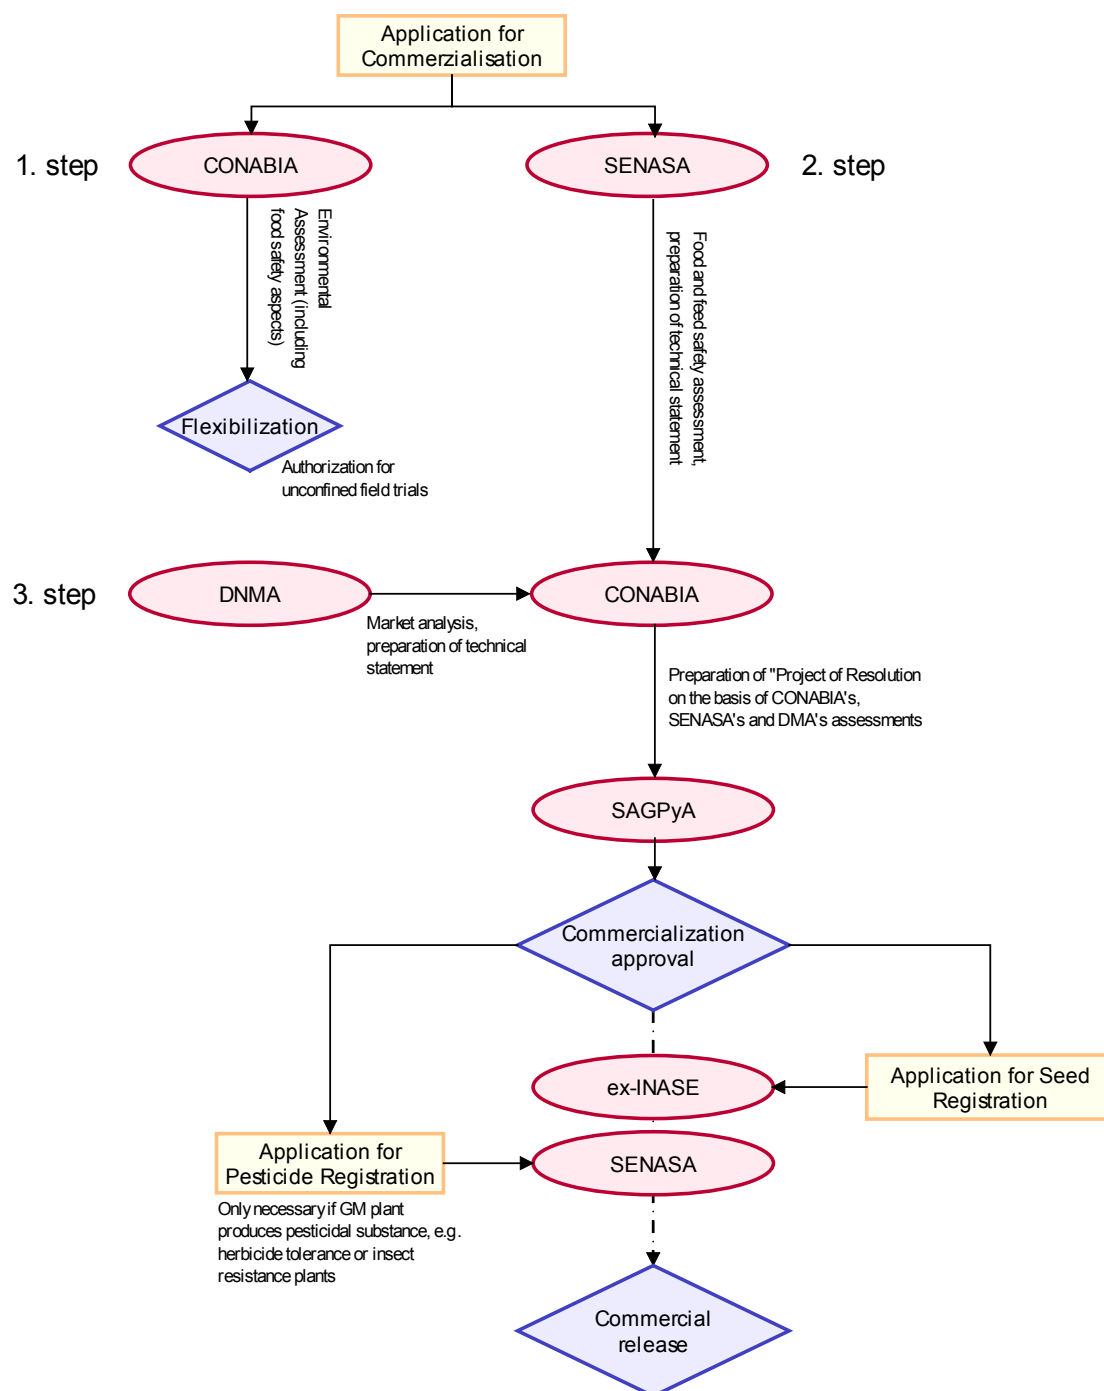 Application for
Commerzialisation
1. step
CONABIA
SENASA
2. step
Environmental
Assessment (including
food safety aspects)
Food and feed safety assessment,
preparation of technical statement
Flexibilization
Authorization for
unconfined field trials
3. step
DNMA
CONABIA
Market analysis,
preparation of technical
statement
Preparation of "Project of Resolution
on the basis of CONABIA's,
SENASA's and DMA's assessments
SAGPyA
Commercialization
approval
ex-INASE
Application for Seed
Registration
Application for
Pesticide Registration
SENASA
Only necessary if GM plant
produces pesticidal substance, e.g.
herbicide tolerance or insect
resistance plants
Commercial
release